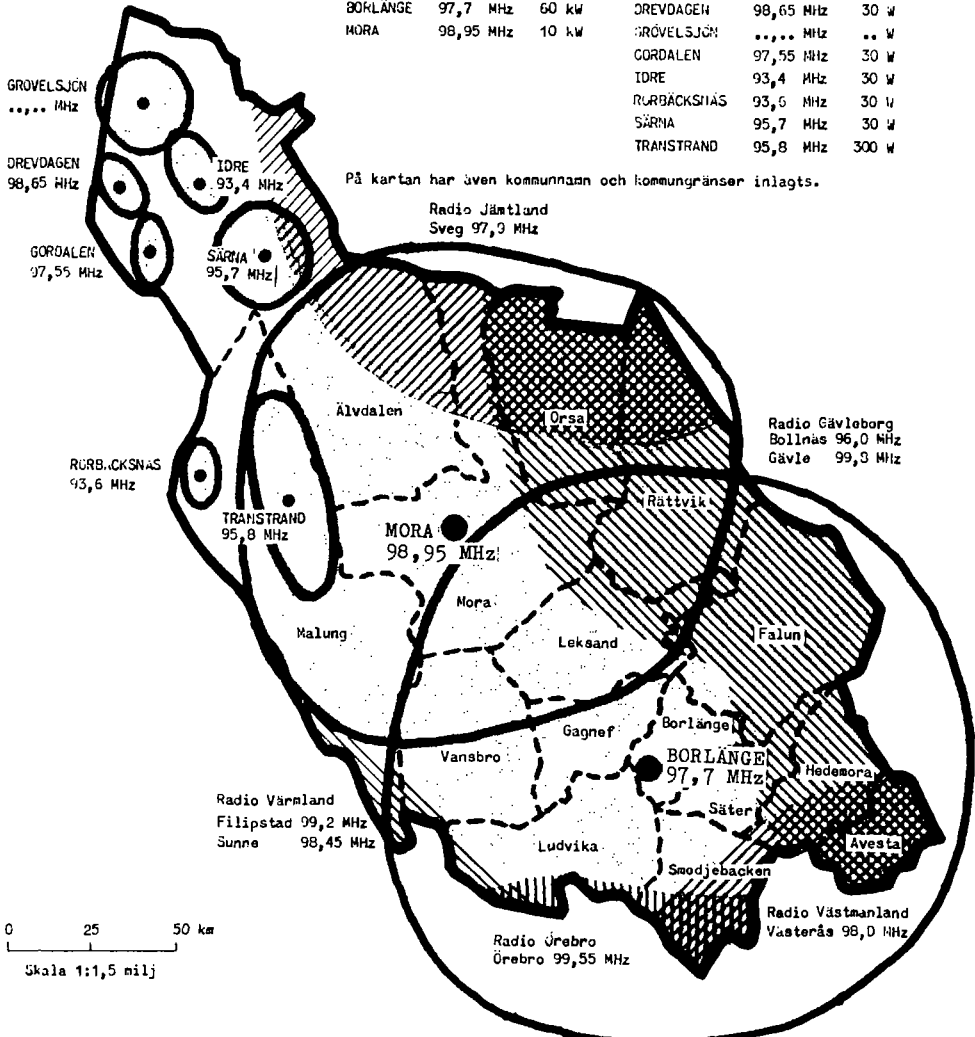 BORLÄNGE 97,7 MHz 60 kW
MORA 98,95 MHz 10 kW
DREVDAGEN 98,65 MHz 30 W
GRÖVELSJÖN ..,.. MHz .. W
GÖRDALEN 97,55 MHz 30 W
IDRE 93,4 MHz 30 W
RÖRBÄCKSNÄS 93,6 MHz 30 W
SÄRNA 95,7 MHz 30 W
TRANSTRAND 95,8 MHz 300 W
På kartan har även kommunnamn och kommungränser inlagts.
GRÖVELSJÖN
..,.. MHz
DREVDAGEN
98,65 MHz
IDRE
93,4 MHz
GÖRDALEN
97,55 MHz
SÄRNA
95,7 MHz
Radio Jämtland
Sveg 97,9 MHz
Älvdalen
Orsa
Radio Gävleborg
Bollnäs 96,0 MHz
Gävle 99,8 MHz
RÖRBÄCKSNÄS
93,6 MHz
Rättvik
TRANSTRAND
95,8 MHz
MORA
98,95 MHz
Mora
Malung
Leksand
Falun
Gagnef
Borlänge
Vansbro
BORLÄNGE
97,7 MHz
Hedemora
Säter
Radio Värmland
Filipstad 99,2 MHz
Sunne 98,45 MHz
Ludvika
Avesta
Smedjebacken
Radio Örebro
Örebro 99,55 MHz
Radio Västmanland
Västerås 98,0 MHz
0 25 50 km
Skala 1:1,5 milj